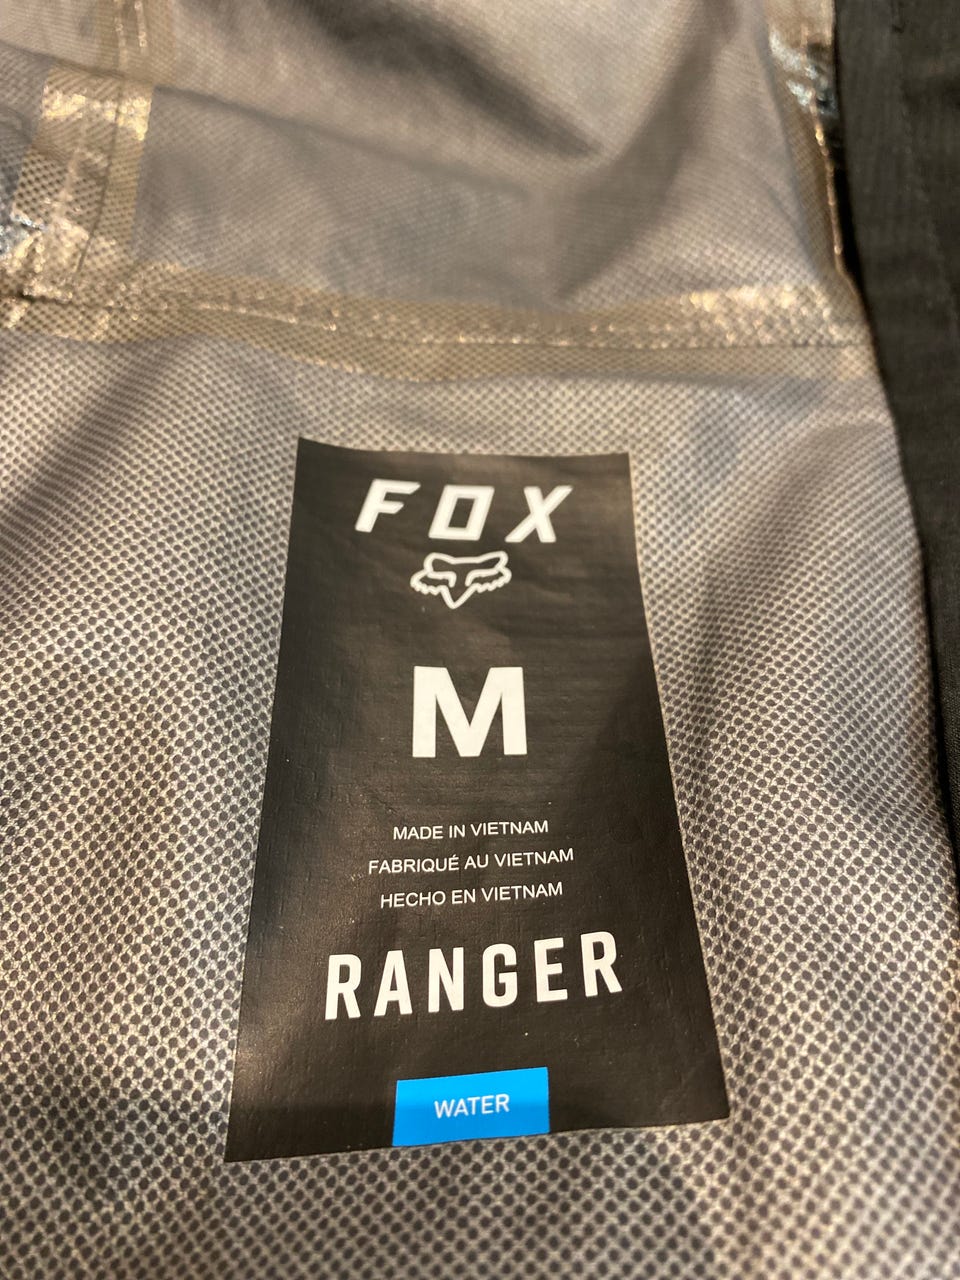 FOX
M
MADE IN VIETNAM
FABRIQUÉ AU VIETNAM
HECHO EN VIETNAM
RANGER
WATER